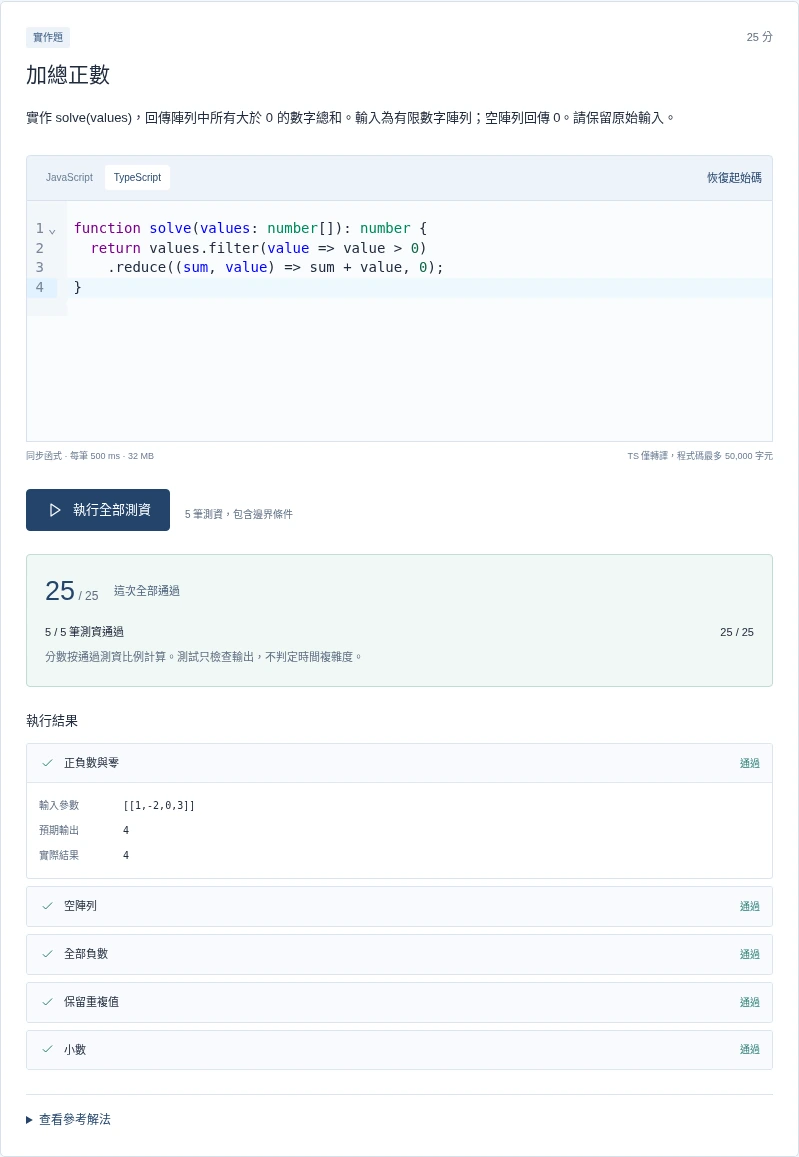 實作題
25 分
加總正數
實作 solve(values)，回傳陣列中所有大於 0 的數字總和。輸入為有限數字陣列；空陣列回傳 0。請保留原始輸入。
JavaScript TypeScript 恢復起始碼
1 function solve(values: number[]): number {
2   return values.filter(value => value > 0)
3     .reduce((sum, value) => sum + value, 0);
4 }
同步函式 · 每筆 500 ms · 32 MB
TS 僅轉譯，程式碼最多 50,000 字元
執行全部測資
5 筆測資，包含邊界條件
25 / 25 這次全部通過
5 / 5 筆測資通過 25 / 25
分數按通過測資比例計算。測試只檢查輸出，不判定時間複雜度。
執行結果
正負數與零 通過
輸入參數 [[1,-2,0,3]]
預期輸出 4
實際結果 4
空陣列 通過
全部負數 通過
保留重複值 通過
小數 通過
查看參考解法